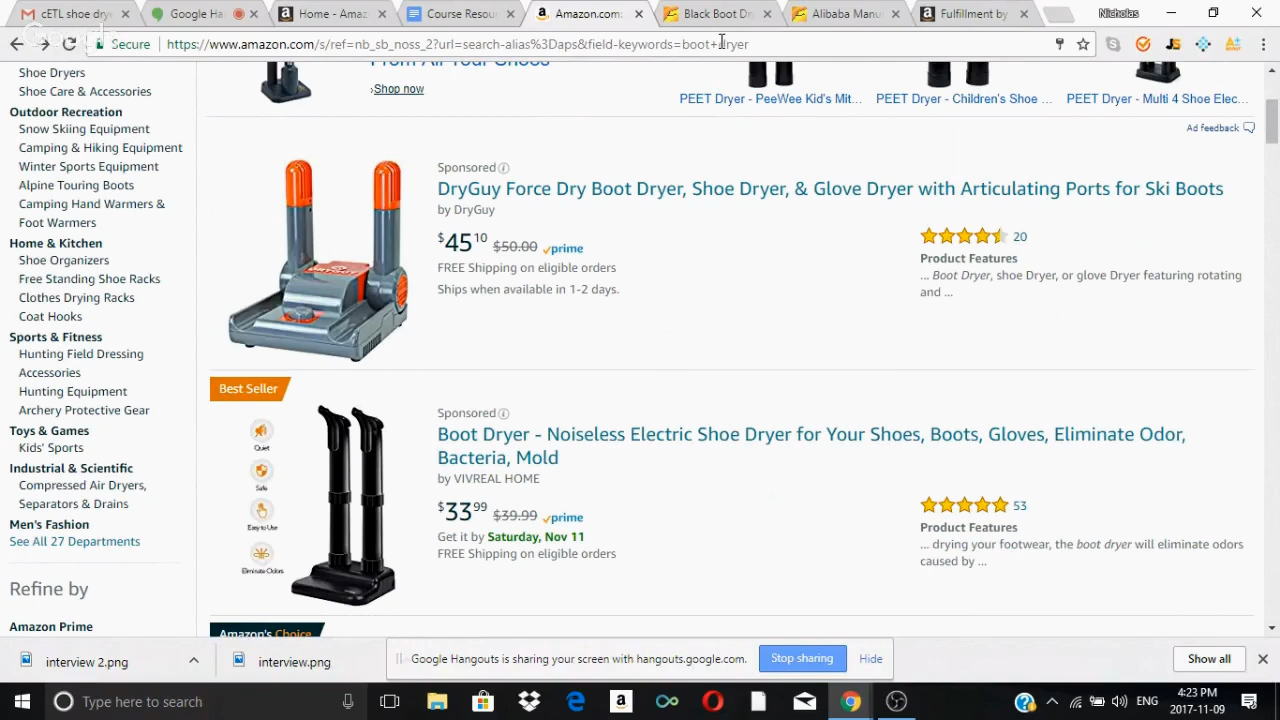 cETL shoe drye
Google Ha
Home - Amaz
Course Resou
Amazon.com:
Black Boot D
Alibaba Manu
Fulfillment by
Nicholas
Secure
https://www.amazon.com/s/ref=nb_sb_noss_2?url=search-alias%3Daps&field-keywords=boot+dryer
Shoe Dryers
Shoe Care & Accessories
Outdoor Recreation
Snow Skiing Equipment
Camping & Hiking Equipment
Winter Sports Equipment
Alpine Touring Boots
Camping Hand Warmers &
Foot Warmers
Home & Kitchen
Shoe Organizers
Free Standing Shoe Racks
Clothes Drying Racks
Coat Hooks
Sports & Fitness
Hunting Field Dressing
Accessories
Hunting Equipment
Archery Protective Gear
Toys & Games
Kids' Sports
Industrial & Scientific
Compressed Air Dryers,
Separators & Drains
Men's Fashion
See All 27 Departments
Refine by
Amazon Prime
From All Your Shoes
›Shop now
PEET Dryer - PeeWee Kid's Mit...
PEET Dryer - Children's Shoe ...
PEET Dryer - Multi 4 Shoe Elec...
Ad feedback
Sponsored
DryGuy Force Dry Boot Dryer, Shoe Dryer, & Glove Dryer with Articulating Ports for Ski Boots
by DryGuy
$45 10 $50.00 prime
FREE Shipping on eligible orders
Ships when available in 1-2 days.
20
Product Features
... Boot Dryer, shoe Dryer, or glove Dryer featuring rotating
and ...
Best Seller
Quiet
Safe
Easy to Use
Eliminate Odors
Sponsored
Boot Dryer - Noiseless Electric Shoe Dryer for Your Shoes, Boots, Gloves, Eliminate Odor,
Bacteria, Mold
by VIVREAL HOME
$33 99 $39.99 prime
Get it by Saturday, Nov 11
FREE Shipping on eligible orders
53
Product Features
... drying your footwear, the boot dryer will eliminate odors
caused by ...
Amazon's Choice
interview 2.png
interview.png
Google Hangouts is sharing your screen with hangouts.google.com.
Stop sharing
Hide
Show all
Type here to search
ENG
4:23 PM
2017-11-09